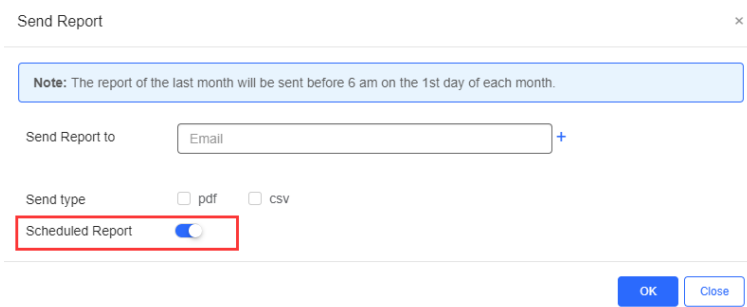 Send Report
×
Note: The report of the last month will be sent before 6 am on the 1st day of each month.
Send Report to
Email
+
Send type
pdf
csv
Scheduled Report
OK
Close